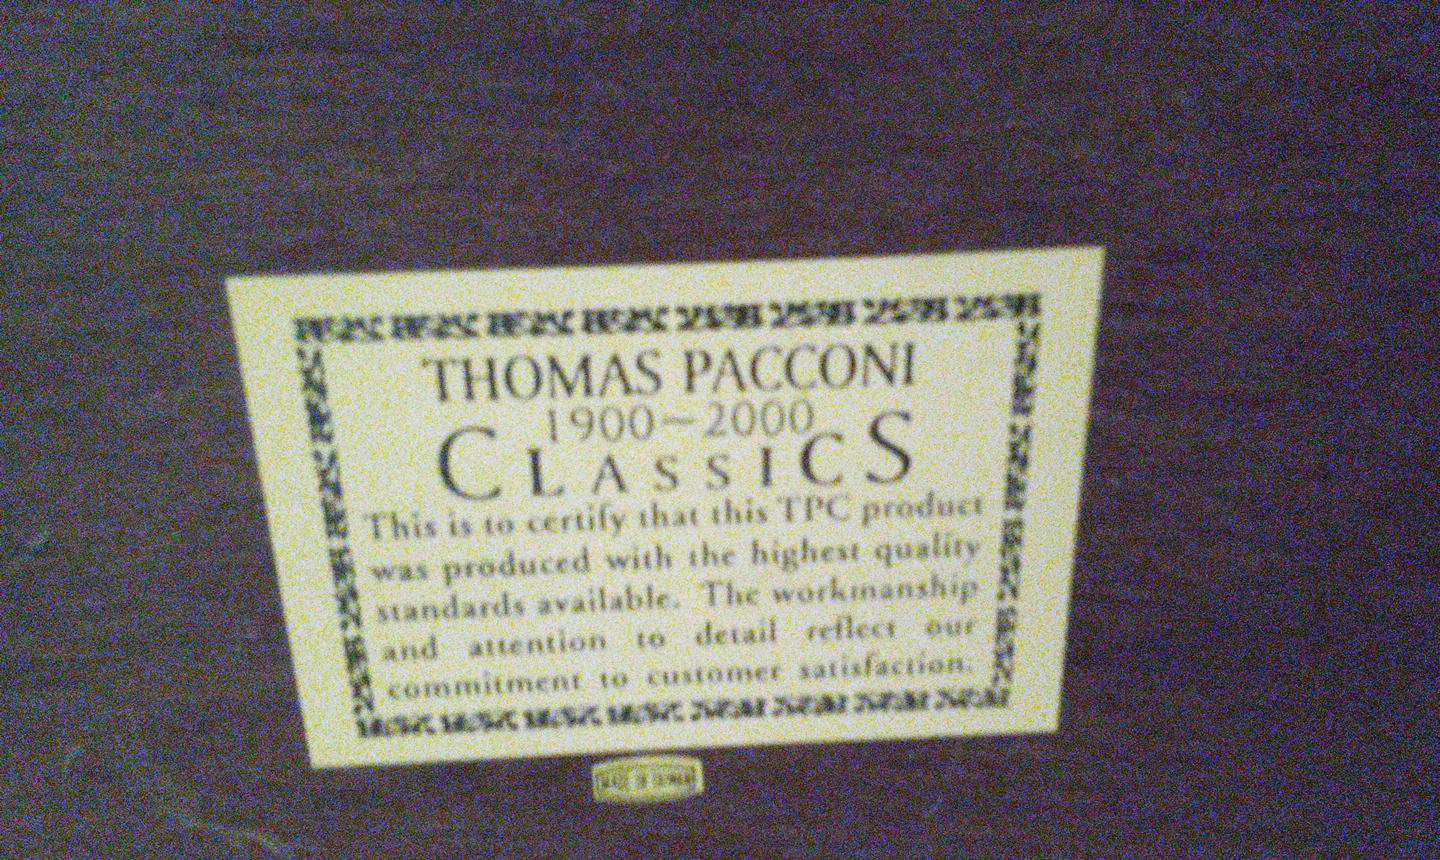 THOMAS PACCONI
1900~2000
CLASSICS
This is to certify that this TPC product
was produced with the highest quality
standards available. The workmanship
and attention to detail reflect our
commitment to customer satisfaction.